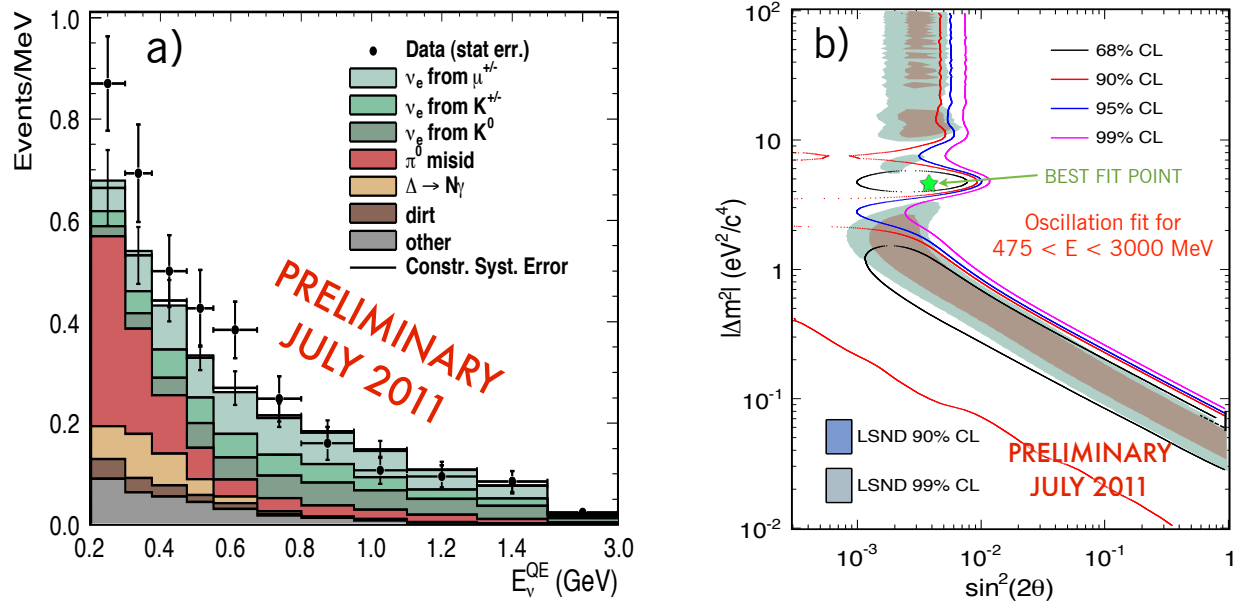 a)
Events/MeV
1.0
0.8
0.6
0.4
0.2
0.0
Data (stat err.)
νe from μ+/-
νe from K+/-
νe from K0
π0 misid
Δ → Nγ
dirt
other
Constr. Syst. Error
PRELIMINARY
JULY 2011
0.2 0.4 0.6 0.8 1.0 1.2 1.4 3.0
EνQE (GeV)
b)
|Δm2| (eV2/c4)
10^2
10
1
10^-1
10^-2
68% CL
90% CL
95% CL
99% CL
BEST FIT POINT
Oscillation fit for
475 < E < 3000 MeV
LSND 90% CL
LSND 99% CL
PRELIMINARY
JULY 2011
10^-3 10^-2 10^-1 1
sin2(2θ)